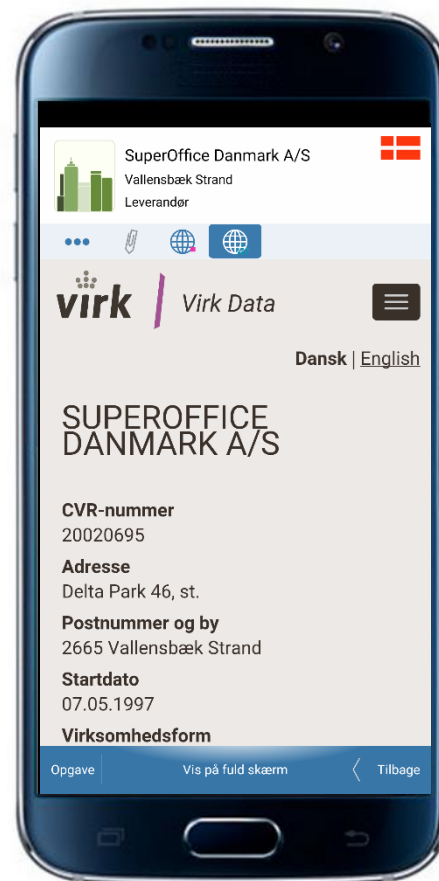 SuperOffice Danmark A/S
Vallensbæk Strand
Leverandør
virk
Virk Data
Dansk | English
SUPEROFFICE
DANMARK A/S
CVR-nummer
20020695
Adresse
Delta Park 46, st.
Postnummer og by
2665 Vallensbæk Strand
Startdato
07.05.1997
Virksomhedsform
Opgave
Vis på fuld skærm
Tilbage